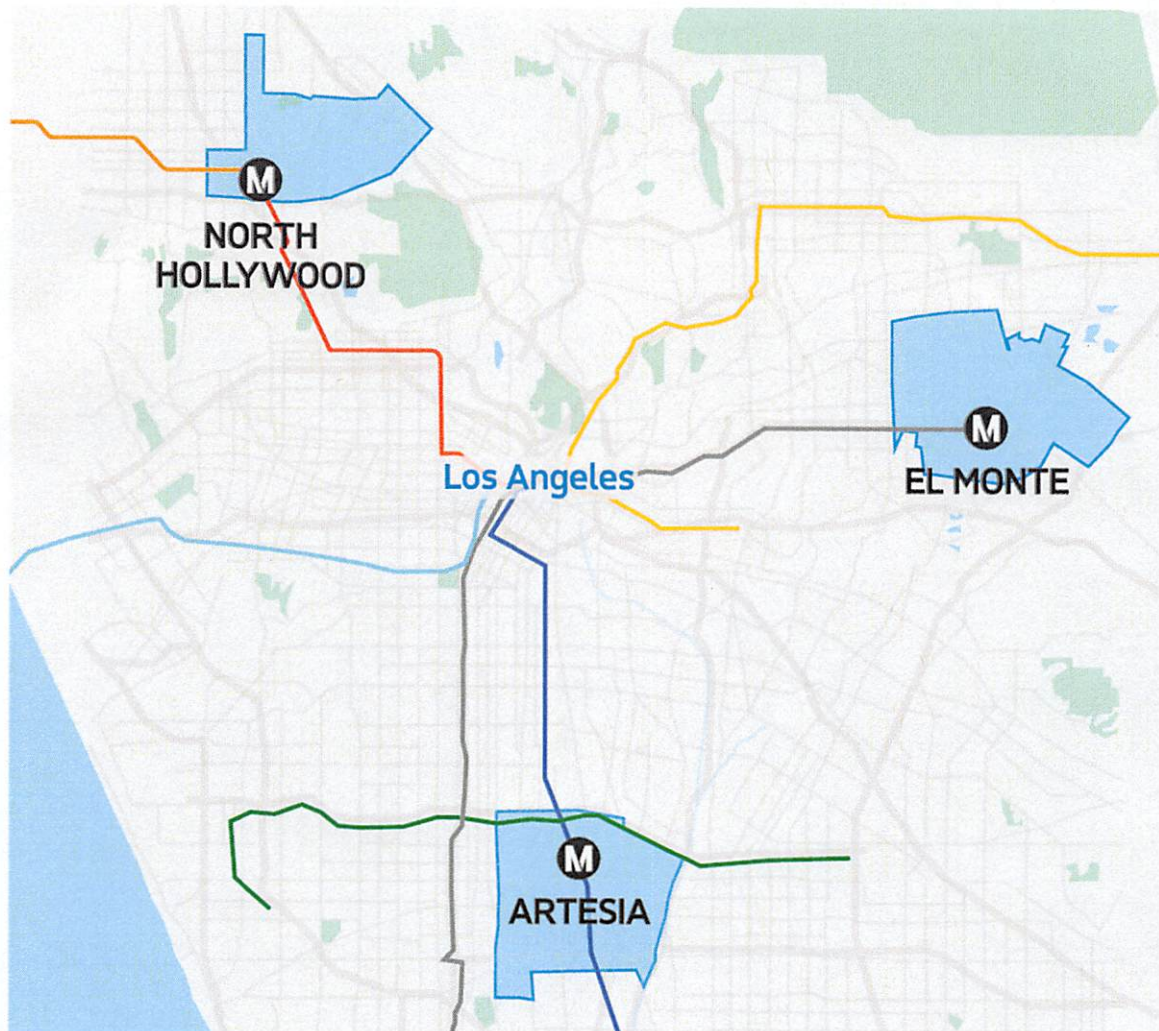 M
NORTH
HOLLYWOOD
Los Angeles
M
EL MONTE
M
ARTESIA